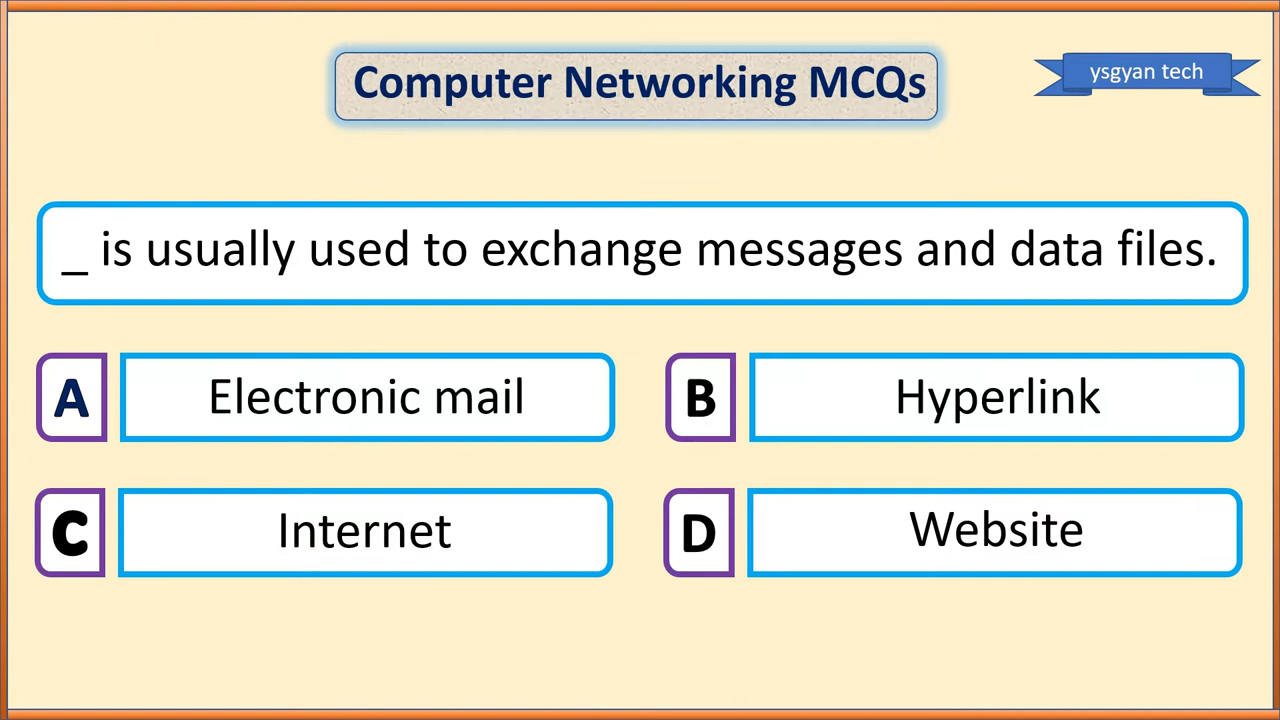 Computer Networking MCQs
ysgyan tech
_ is usually used to exchange messages and data files.
A Electronic mail
B Hyperlink
C Internet
D Website